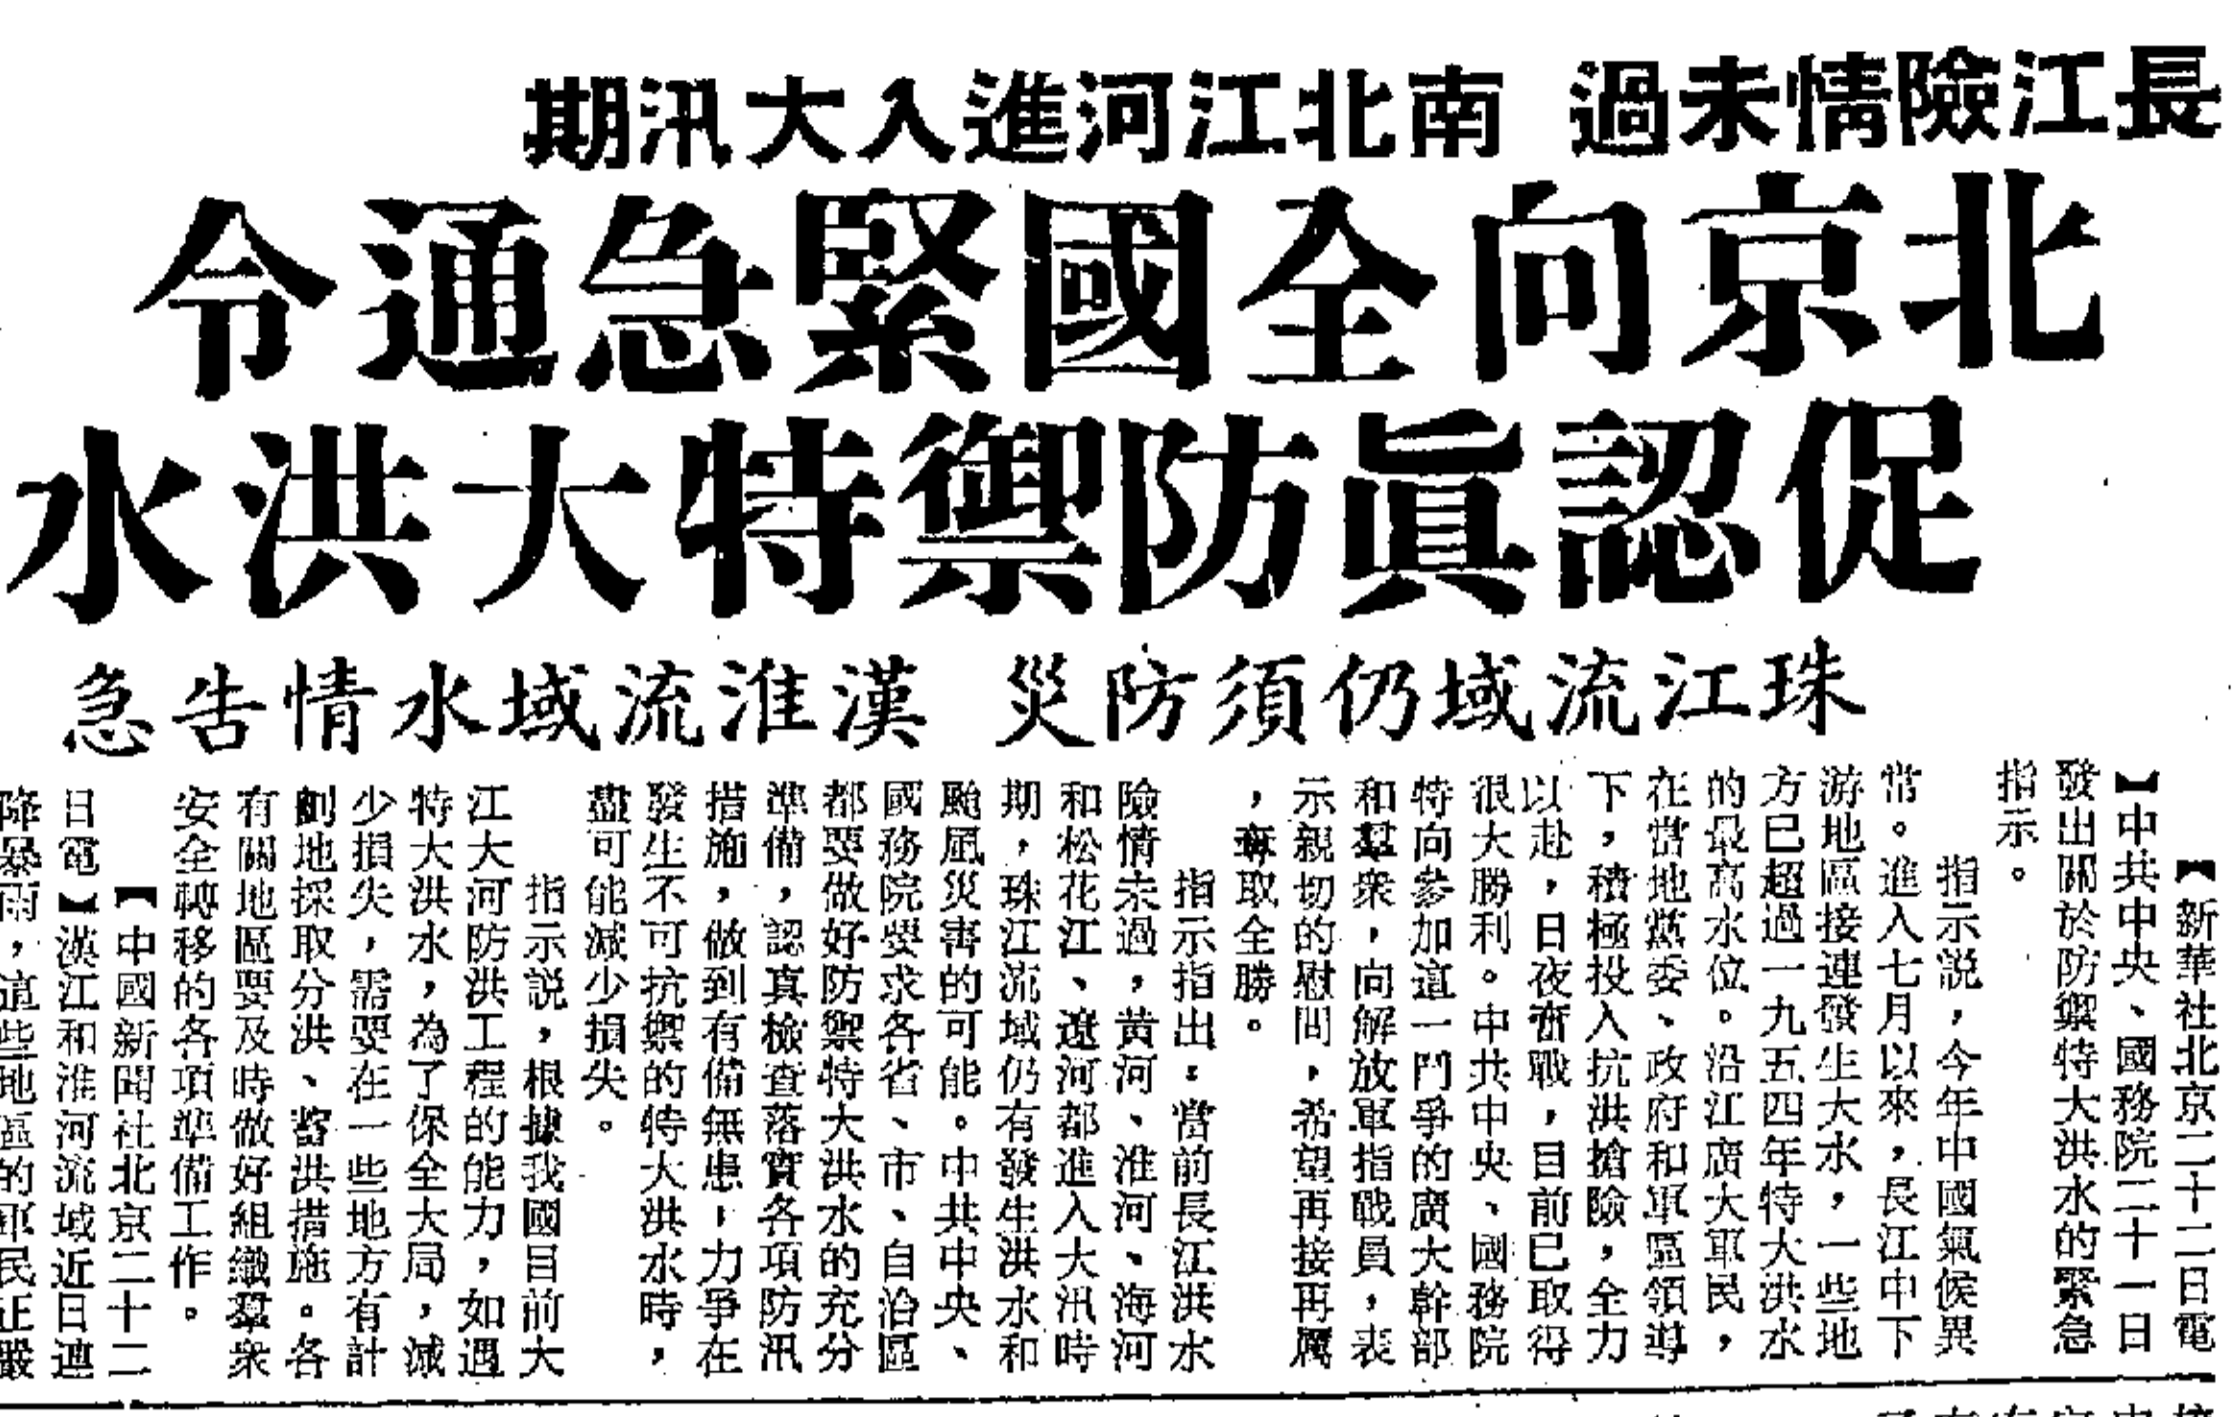 長江險情未過 南北江河進入大汛期
北京向全國緊急通令
促認眞防禦特大洪水
珠江流域仍須防災 漢淮流域水情告急
【新華社北京二十二日電
】中共中央、國務院二十一日
發出關於防禦特大洪水的緊急
指示。
指示説,今年中國氣候異
常。進入七月以來,長江中下
游地區接連發生大水,一些地
方已超過一九五四年特大洪水
的最高水位。沿江廣大軍民,
在當地黨委、政府和軍區領導
下,積極投入抗洪搶險,全力
以赴,日夜奮戰,目前已取得
很大勝利。中共中央、國務院
特向參加這一鬥爭的廣大幹部
和羣衆,向解放軍指戰員,表
示親切的慰問,希望再接再厲
,奪取全勝。
指示指出,當前長江洪水
險情未過,黄河、淮河、海河
和松花江、遼河都進入大汛時
期,珠江流域仍有發生洪水和
颱風災害的可能。中共中央、
國務院要求各省、市、自治區
都要做好防禦特大洪水的充分
準備,認真檢查落實各項防汛
措施,做到有備無患,力爭在
發生不可抗禦的特大洪水時,
盡可能減少損失。
指示説,根據我國目前大
江大河防洪工程的能力,如遇
特大洪水,為了保全大局,減
少損失,需要在一些地方有計
劃地採取分洪、蓄洪措施。各
有關地區要及時做好組織羣衆
安全轉移的各項準備工作。
【中國新聞社北京二十二
日電】漢江和淮河流域近日連
降暴雨,這些地區的軍民正嚴